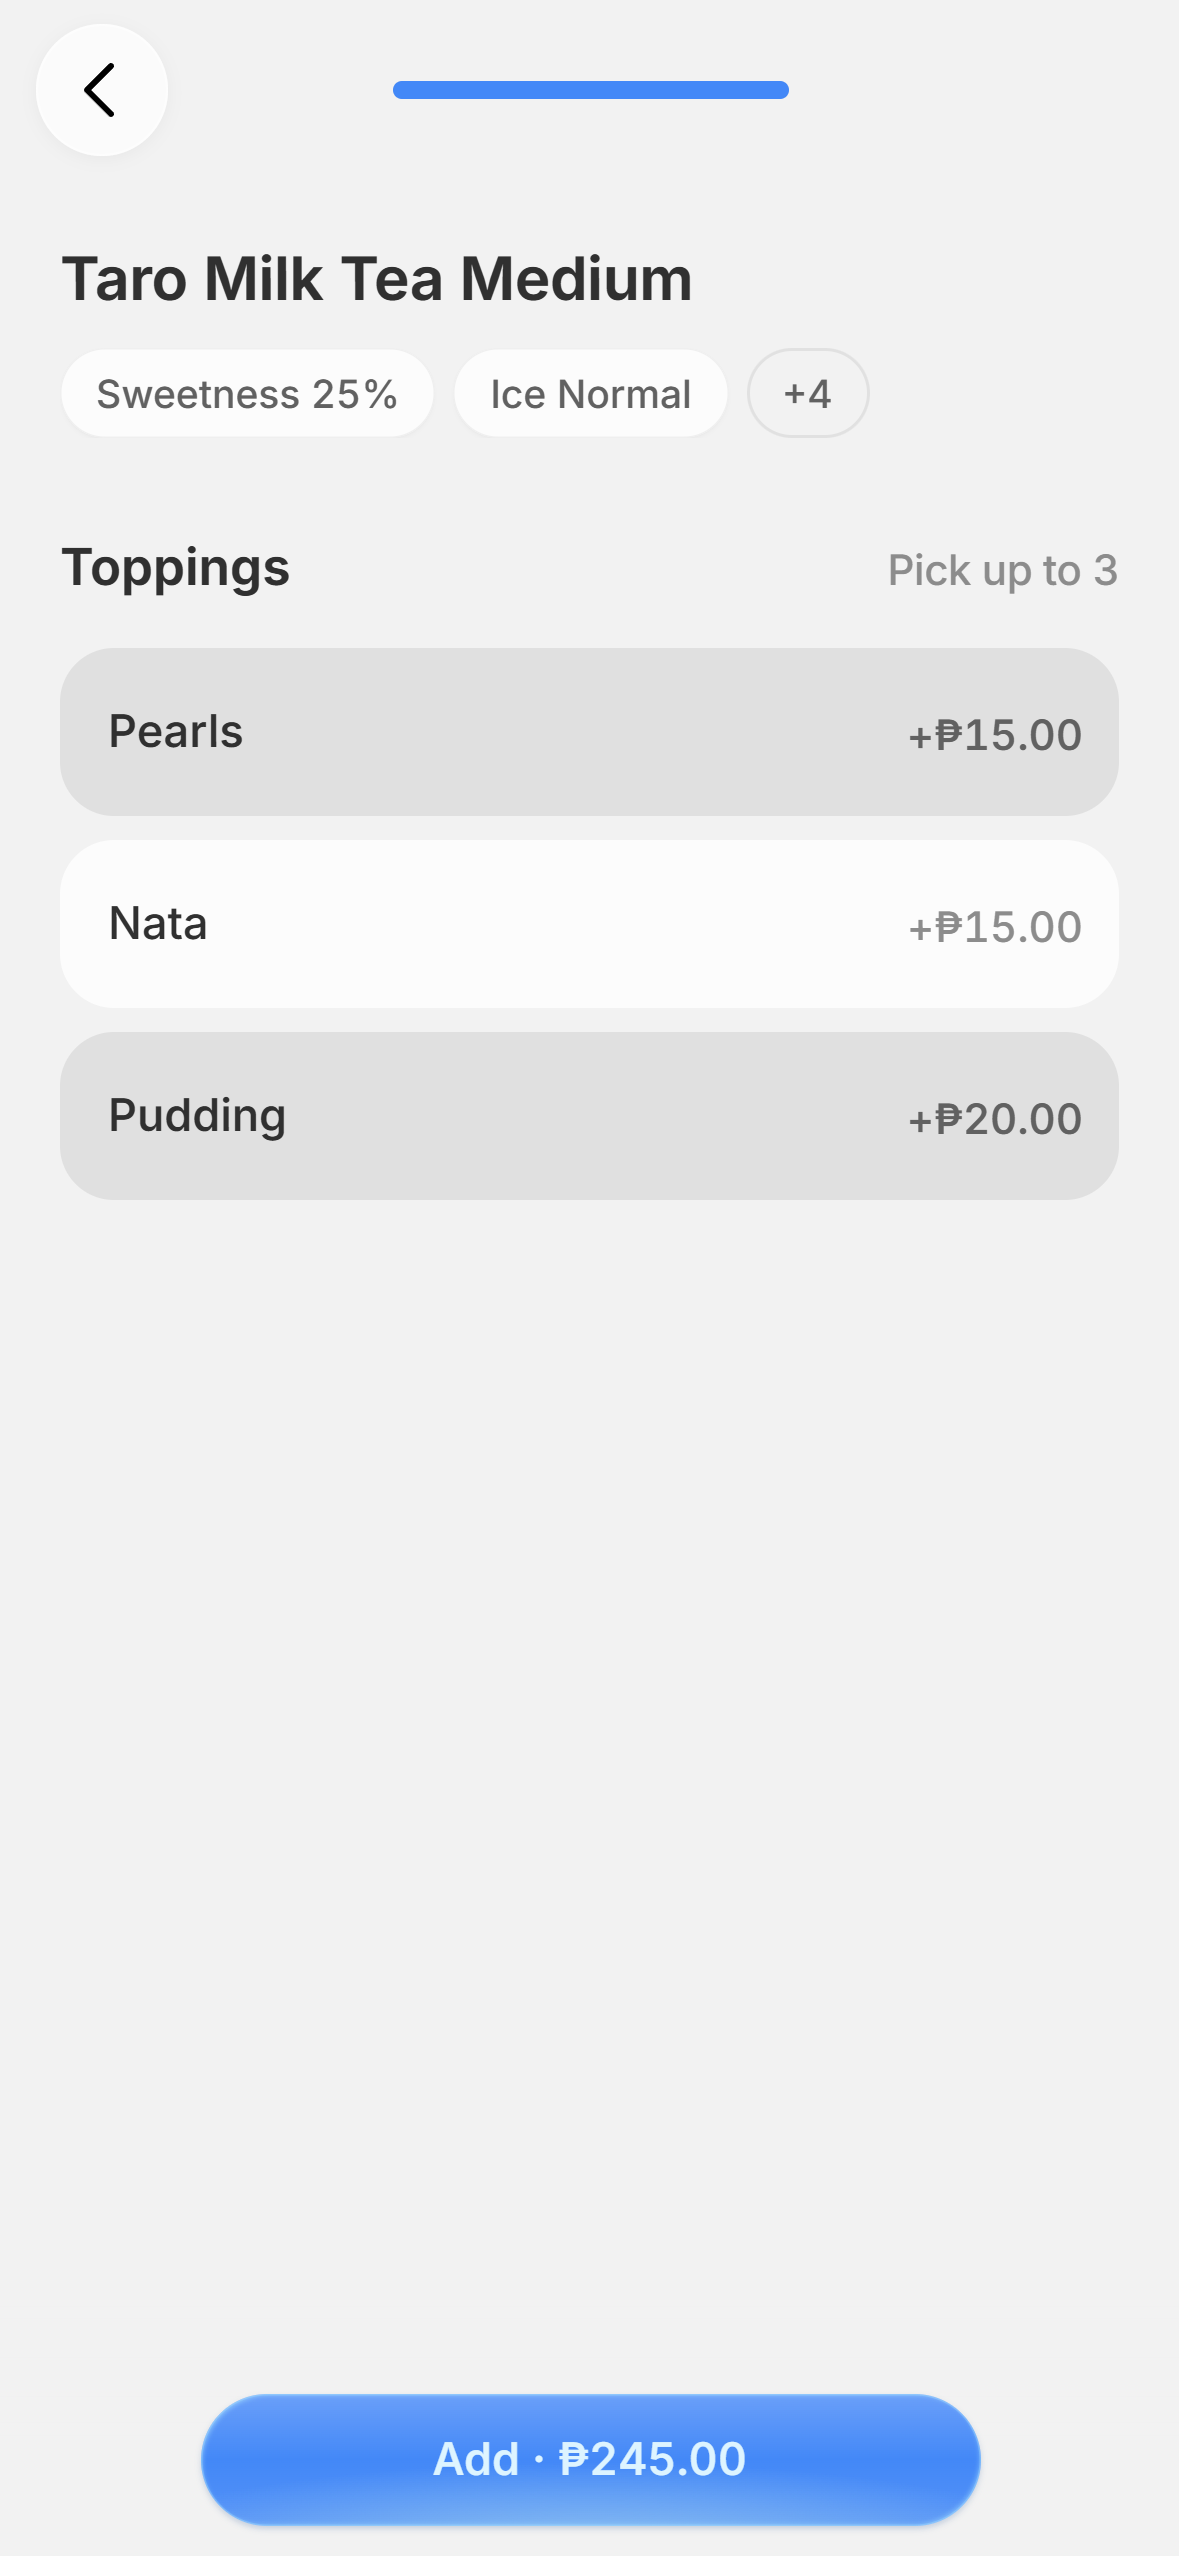 Taro Milk Tea Medium
Sweetness 25% Ice Normal +4
Toppings Pick up to 3
Pearls +₱15.00
Nata +₱15.00
Pudding +₱20.00
Add · ₱245.00